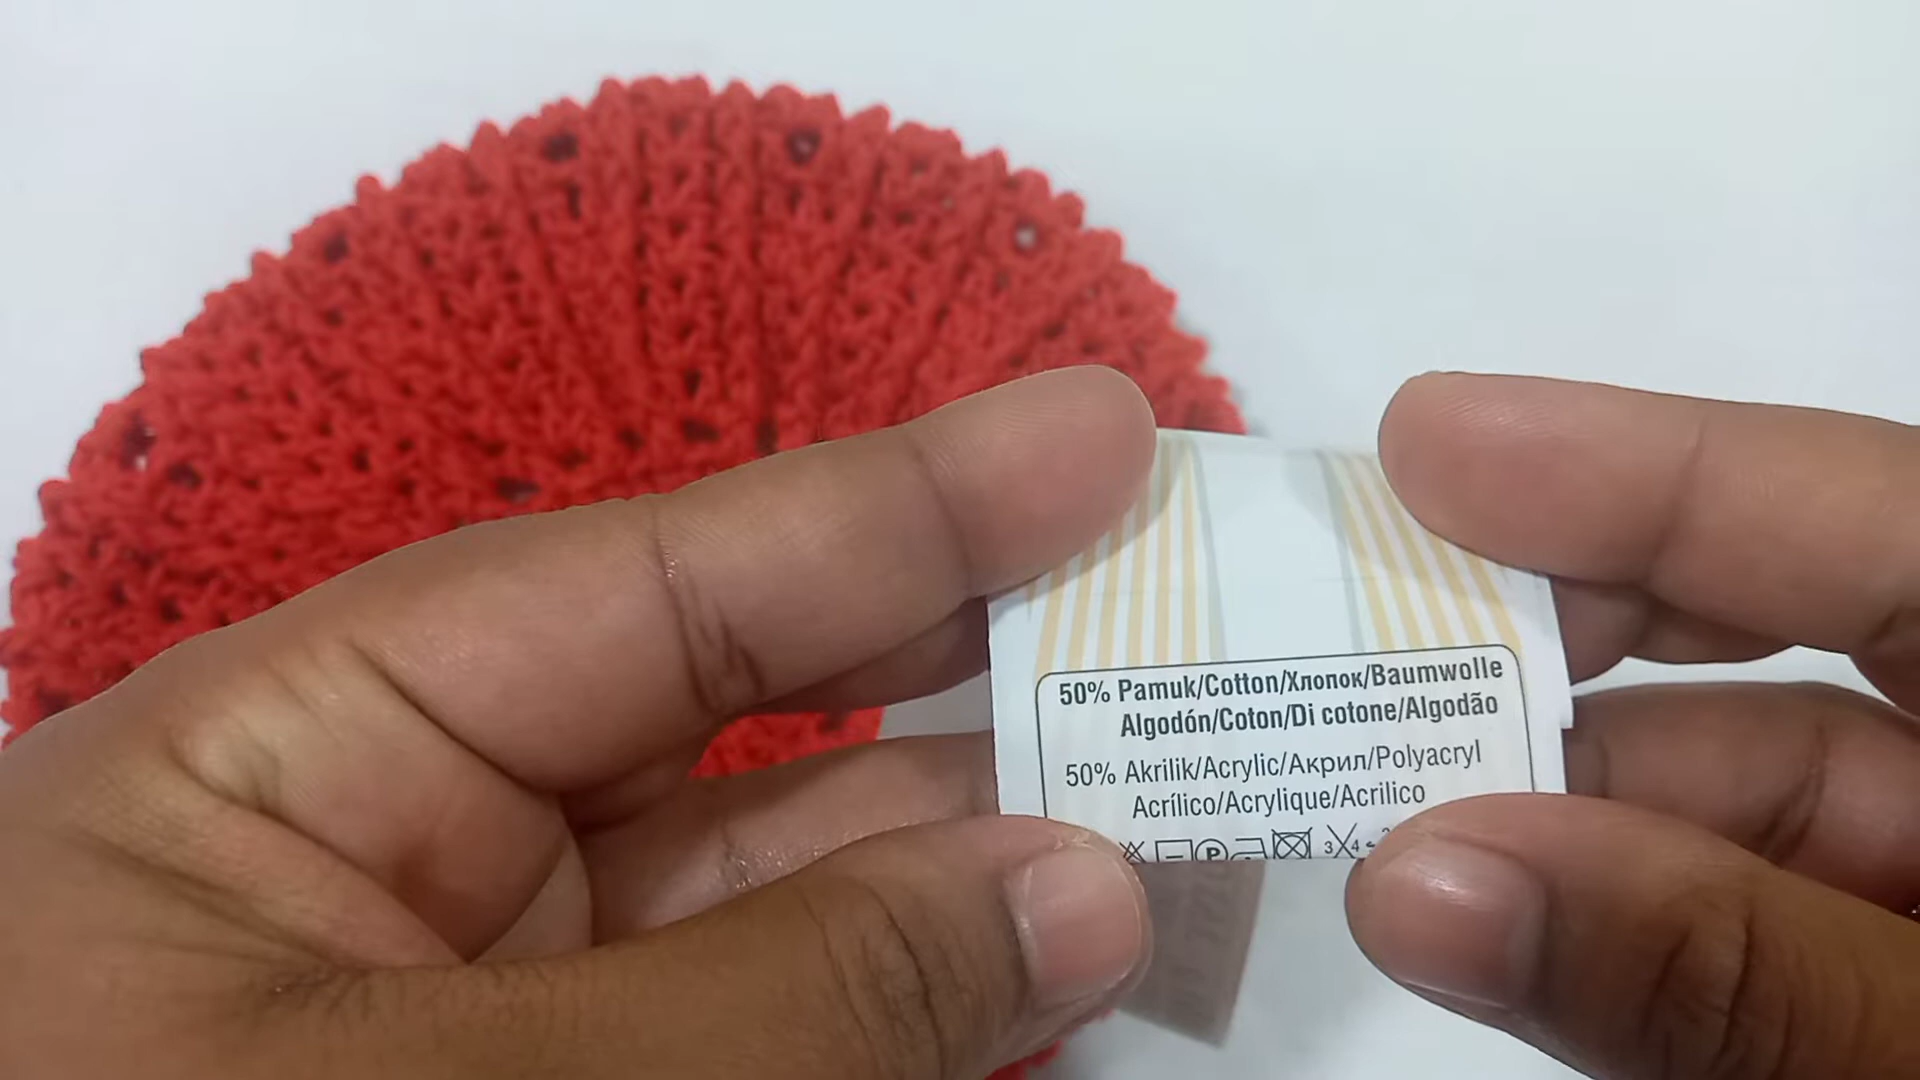 50% Pamuk/Cotton/Хлопок/Baumwolle
Algodón/Coton/Di cotone/Algodão
50% Akrilik/Acrylic/Акрил/Polyacryl
Acrílico/Acrylique/Acrilico
P